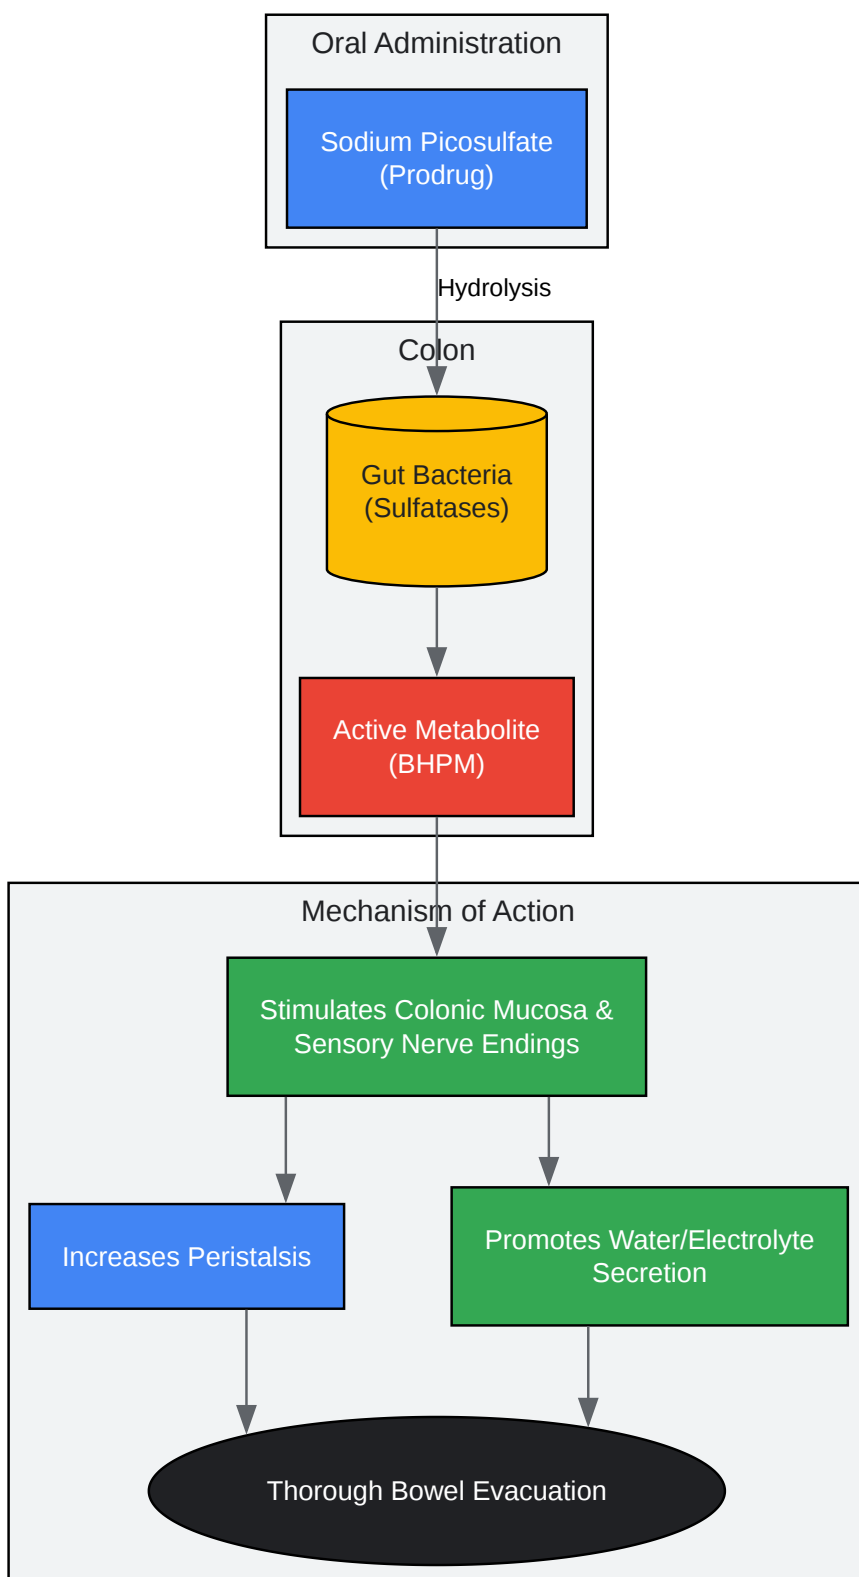 Oral Administration
Sodium Picosulfate
(Prodrug)
Hydrolysis
Colon
Gut Bacteria
(Sulfatases)
Active Metabolite
(BHPM)
Mechanism of Action
Stimulates Colonic Mucosa &
Sensory Nerve Endings
Increases Peristalsis
Promotes Water/Electrolyte
Secretion
Thorough Bowel Evacuation